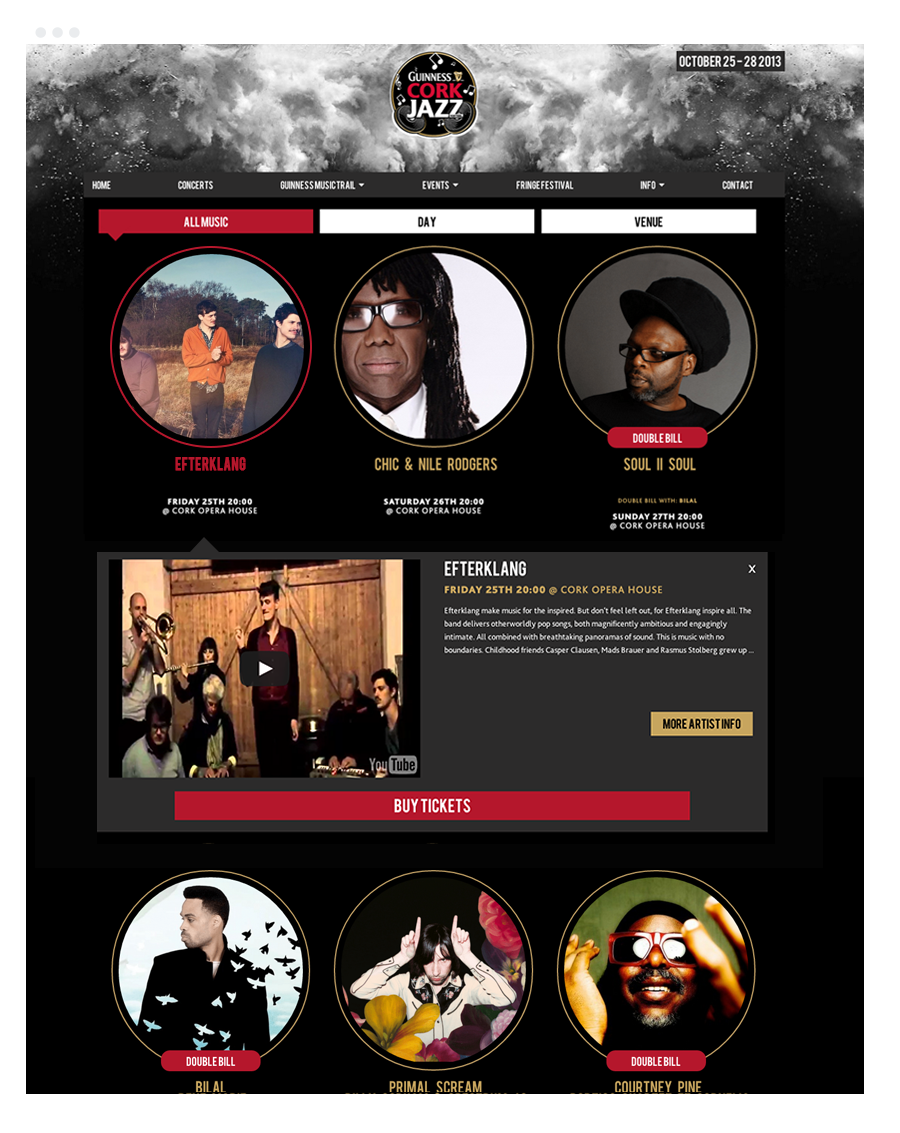 OCTOBER 25 - 28 2013
GUINNESS
CORK
JAZZ
HOME CONCERTS GUINNESS MUSIC TRAIL EVENTS FRINGE FESTIVAL INFO CONTACT
ALL MUSIC DAY VENUE
DOUBLE BILL
EFTERKLANG CHIC & NILE RODGERS SOUL II SOUL
DOUBLE BILL WITH: BILAL
FRIDAY 25TH 20:00
@ CORK OPERA HOUSE
SATURDAY 26TH 20:00
@ CORK OPERA HOUSE
SUNDAY 27TH 20:00
@ CORK OPERA HOUSE
EFTERKLANG X
FRIDAY 25TH 20:00 @ CORK OPERA HOUSE
Efterklang make music for the inspired. But don't feel left out, for Efterklang inspire all. The
band delivers otherworldly pop songs, both magnificently ambitious and engagingly
intimate. All combined with breathtaking panoramas of sound. This is music with no
boundaries. Childhood friends Casper Clausen, Mads Brauer and Rasmus Stolberg grew up ...
MORE ARTIST INFO
YouTube
BUY TICKETS
DOUBLE BILL DOUBLE BILL
BILAL PRIMAL SCREAM COURTNEY PINE